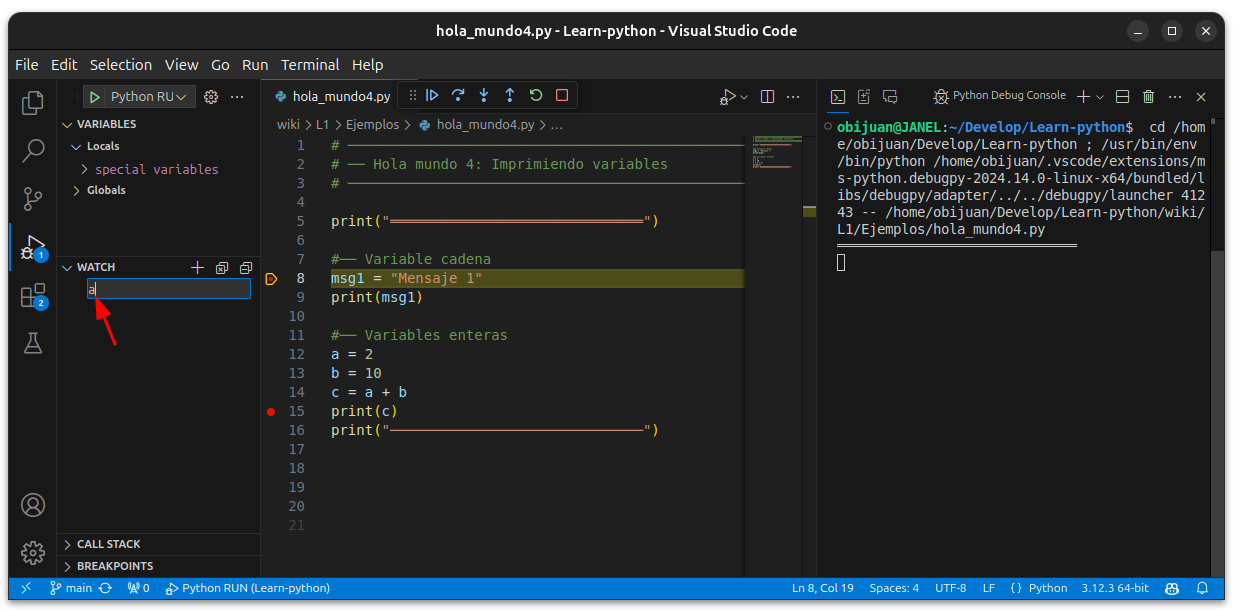 hola_mundo4.py - Learn-python - Visual Studio Code
File Edit Selection View Go Run Terminal Help
Python RU
hola_mundo4.py
Python Debug Console
VARIABLES
Locals
special variables
Globals
WATCH
a
CALL STACK
BREAKPOINTS
1
2
wiki > L1 > Ejemplos > hola_mundo4.py > ...
1 # ──────────────────────────────────────────
2 # ── Hola mundo 4: Imprimiendo variables
3 # ──────────────────────────────────────────
4
5 print("══════════════════════════════")
6
7 #── Variable cadena
8 msg1 = "Mensaje 1"
9 print(msg1)
10
11 #── Variables enteras
12 a = 2
13 b = 10
14 c = a + b
15 print(c)
16 print("──────────────────────────────")
17
18
19
20
21
obijuan@JANEL:~/Develop/Learn-python$ cd /hom
e/obijuan/Develop/Learn-python ; /usr/bin/env
/bin/python /home/obijuan/.vscode/extensions/m
s-python.debugpy-2024.14.0-linux-x64/bundled/l
ibs/debugpy/adapter/../../debugpy/launcher 412
43 -- /home/obijuan/Develop/Learn-python/wiki/
L1/Ejemplos/hola_mundo4.py
══════════════════════════════
main 0 Python RUN (Learn-python) Ln 8, Col 19 Spaces: 4 UTF-8 LF { } Python 3.12.3 64-bit